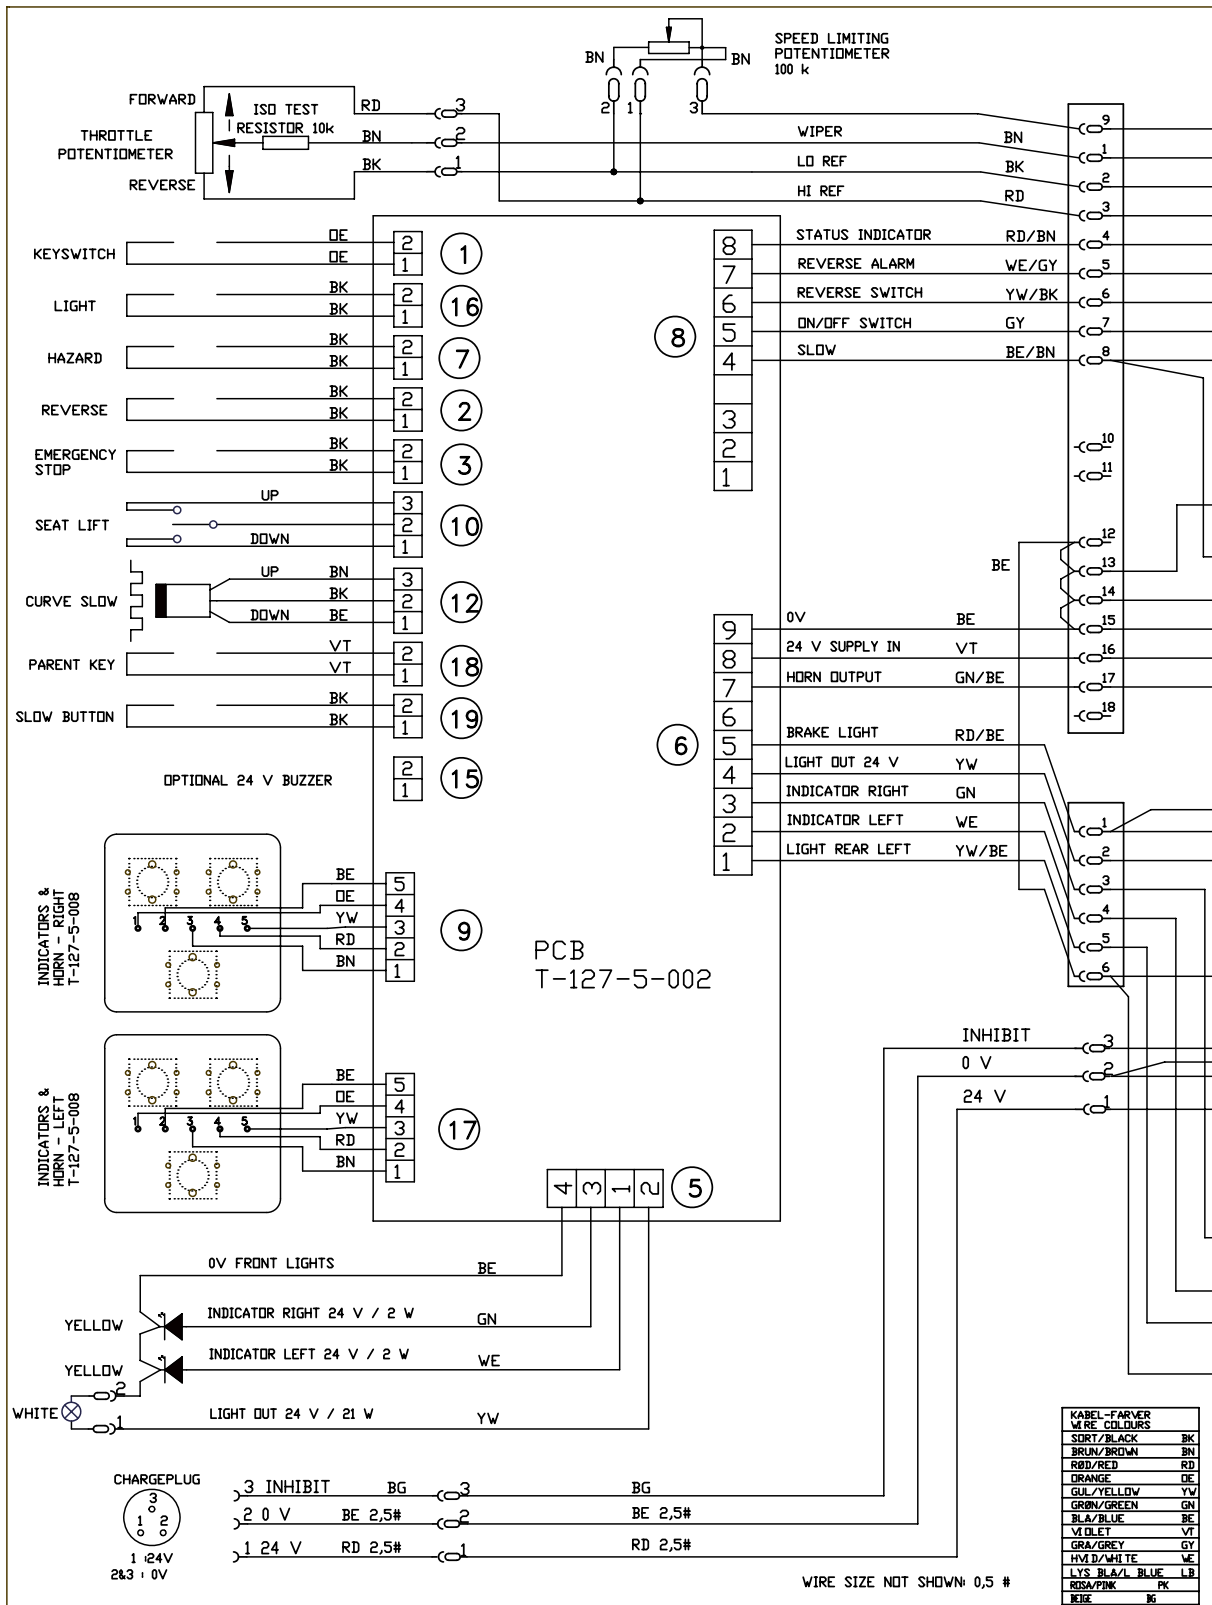 SPEED LIMITING
POTENTIOMETER
100 k
BN
BN
2
1
3
FORWARD
THROTTLE
POTENTIOMETER
REVERSE
ISO TEST
RESISTOR 10k
RD
BN
BK
3
2
1
WIPER
LO REF
HI REF
BN
BK
RD
9
1
2
3
KEYSWITCH
OE
OE
2
1
1
LIGHT
BK
BK
2
1
16
HAZARD
BK
BK
2
1
7
REVERSE
BK
BK
2
1
2
EMERGENCY
STOP
BK
BK
2
1
3
SEAT LIFT
UP
DOWN
3
2
1
10
CURVE SLOW
UP
DOWN
BN
BK
BE
3
2
1
12
PARENT KEY
VT
VT
2
1
18
SLOW BUTTON
BK
BK
2
1
19
OPTIONAL 24 V BUZZER
2
1
15
8
8 STATUS INDICATOR RD/BN 4
7 REVERSE ALARM WE/GY 5
6 REVERSE SWITCH YW/BK 6
5 ON/OFF SWITCH GY 7
4 SLOW BE/BN 8
3
2
1
10
11
12
13
14
BE
6
9 0V BE 15
8 24 V SUPPLY IN VT 16
7 HORN OUTPUT GN/BE 17
6
18
5 BRAKE LIGHT RD/BE
4 LIGHT OUT 24 V YW
3 INDICATOR RIGHT GN
2 INDICATOR LEFT WE
1 LIGHT REAR LEFT YW/BE
1
2
3
4
5
6
INDICATORS &
HORN - RIGHT
T-127-5-008
1 2 3 4 5
BE
OE
YW
RD
BN
5
4
3
2
1
9
PCB
T-127-5-002
INDICATORS &
HORN - LEFT
T-127-5-008
1 2 3 4 5
BE
OE
YW
RD
BN
5
4
3
2
1
17
INHIBIT 3
0 V 2
24 V 1
4 3 1 2
5
0V FRONT LIGHTS BE
YELLOW
INDICATOR RIGHT 24 V / 2 W GN
YELLOW
INDICATOR LEFT 24 V / 2 W WE
WHITE
2
1
LIGHT OUT 24 V / 21 W YW
CHARGEPLUG
3
1 2
1 :24V
2&3 : 0V
3 INHIBIT BG 3 BG
2 0 V BE 2,5# 2 BE 2,5#
1 24 V RD 2,5# 1 RD 2,5#
WIRE SIZE NOT SHOWN: 0,5 #
KABEL-FARVER
WIRE COLOURS
SORT/BLACK BK
BRUN/BROWN BN
RØD/RED RD
ORANGE OE
GUL/YELLOW YW
GRØN/GREEN GN
BLA/BLUE BE
VIOLET VT
GRA/GREY GY
HVID/WHITE WE
LYS BLA/L BLUE LB
ROSA/PINK PK
BEIGE BG